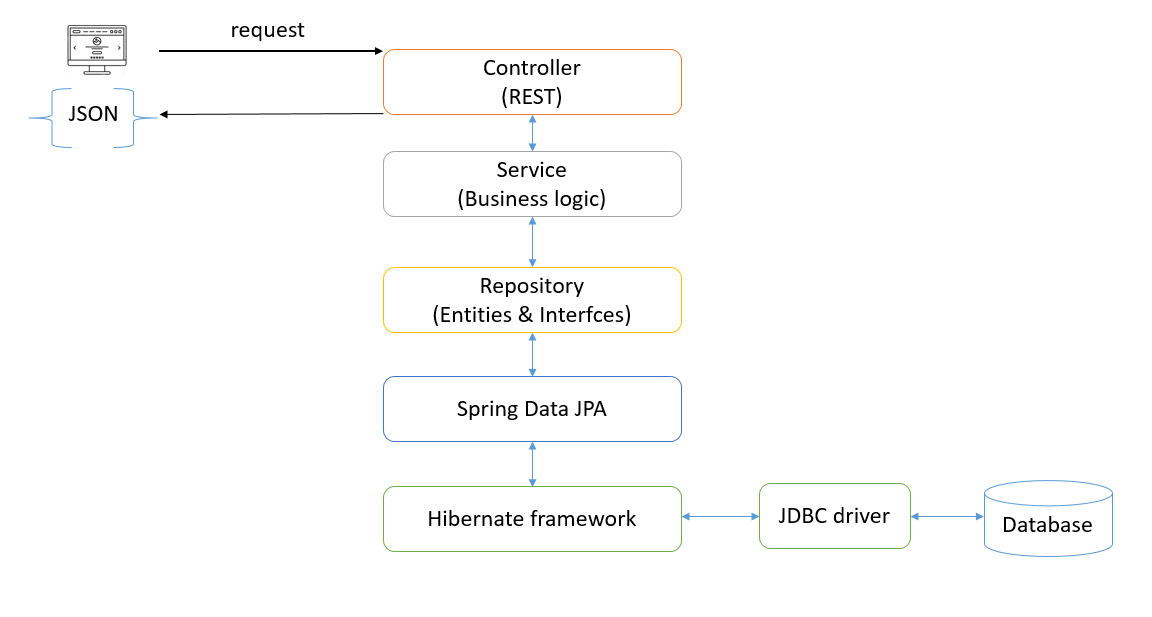 request
Controller
(REST)
JSON
Service
(Business logic)
Repository
(Entities & Interfces)
Spring Data JPA
Hibernate framework
JDBC driver
Database